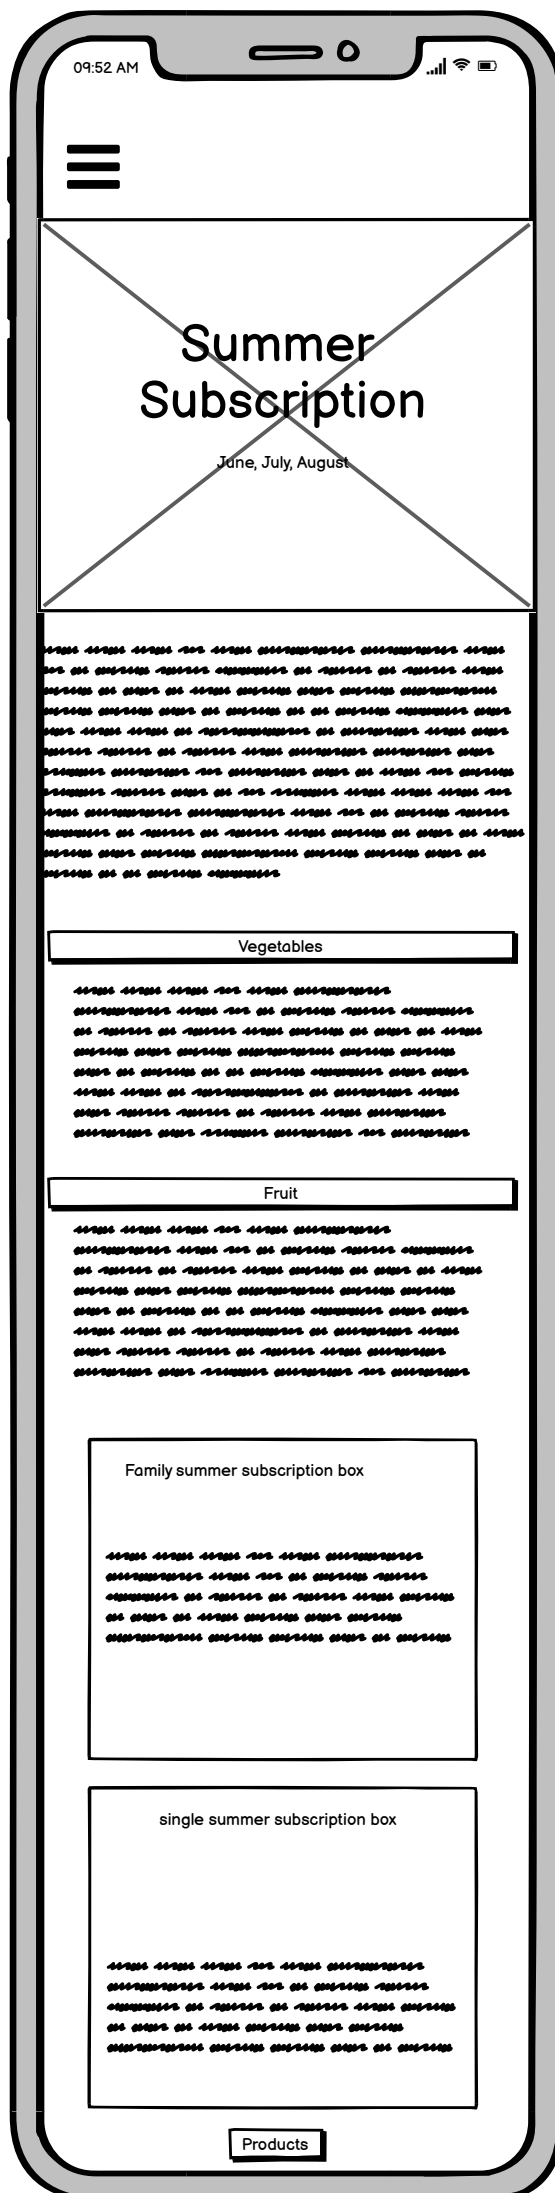 09:52 AM
Summer
Subscription
June, July, August
Vegetables
Fruit
Family summer subscription box
single summer subscription box
Products